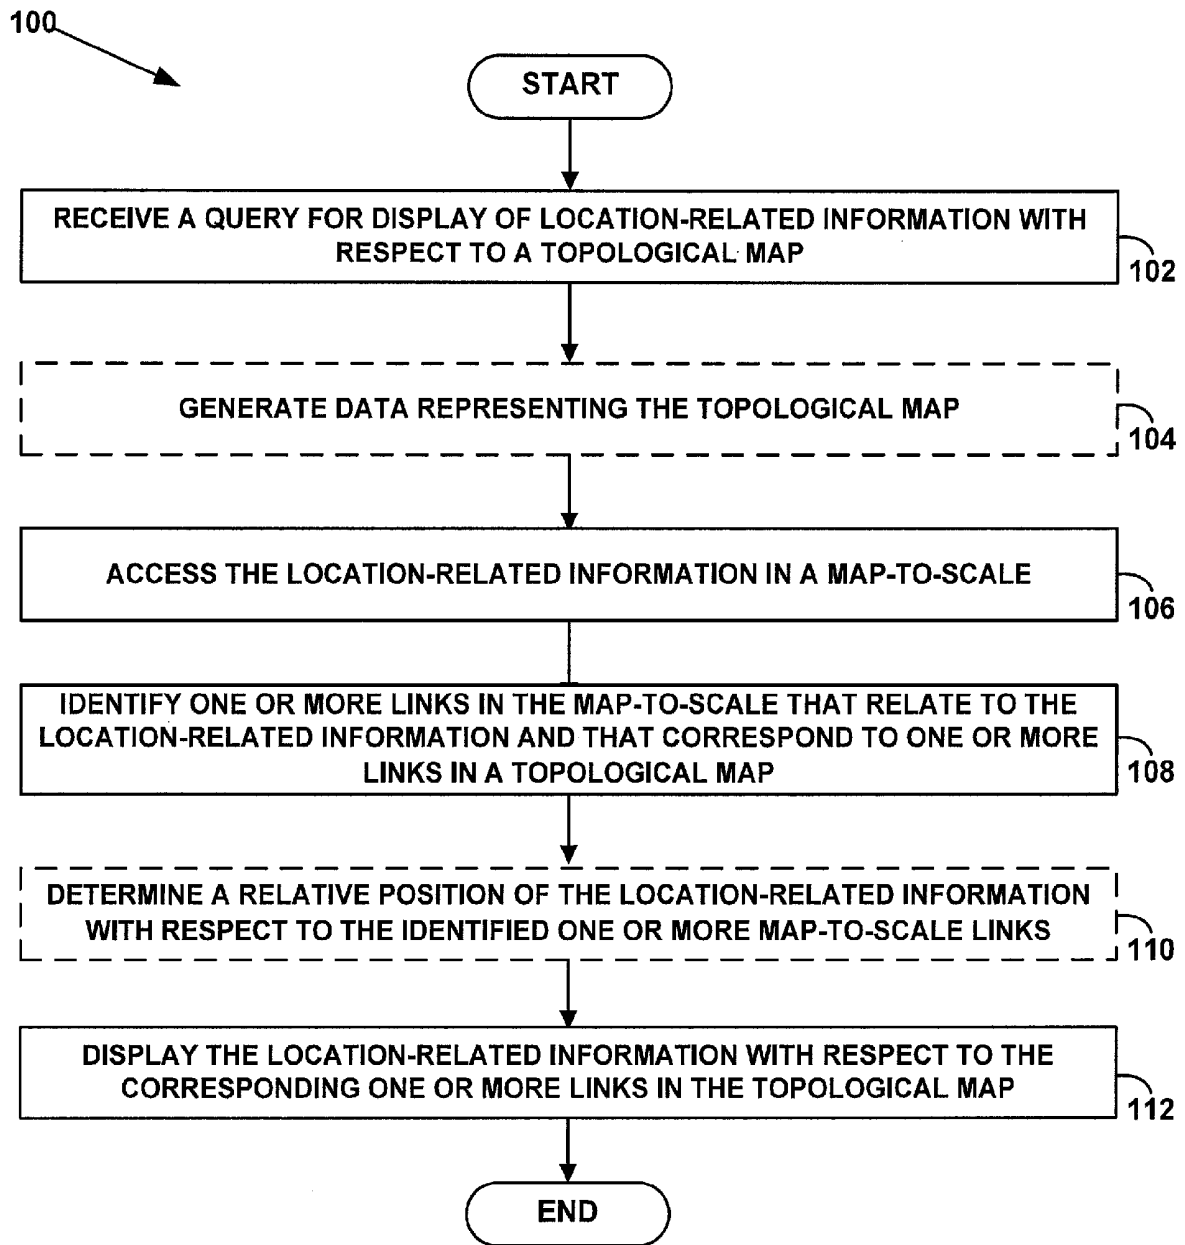 100
START
RECEIVE A QUERY FOR DISPLAY OF LOCATION-RELATED INFORMATION WITH
RESPECT TO A TOPOLOGICAL MAP
102
GENERATE DATA REPRESENTING THE TOPOLOGICAL MAP
104
ACCESS THE LOCATION-RELATED INFORMATION IN A MAP-TO-SCALE
106
IDENTIFY ONE OR MORE LINKS IN THE MAP-TO-SCALE THAT RELATE TO THE
LOCATION-RELATED INFORMATION AND THAT CORRESPOND TO ONE OR MORE
LINKS IN A TOPOLOGICAL MAP
108
DETERMINE A RELATIVE POSITION OF THE LOCATION-RELATED INFORMATION
WITH RESPECT TO THE IDENTIFIED ONE OR MORE MAP-TO-SCALE LINKS
110
DISPLAY THE LOCATION-RELATED INFORMATION WITH RESPECT TO THE
CORRESPONDING ONE OR MORE LINKS IN THE TOPOLOGICAL MAP
112
END